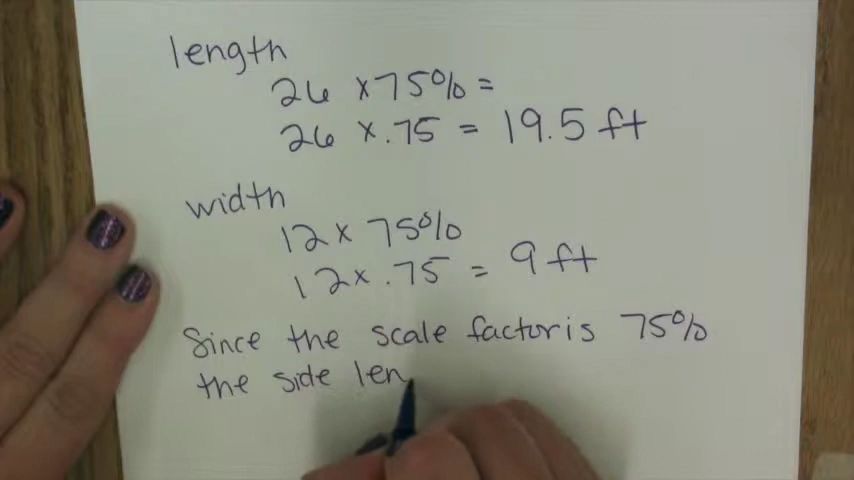 length
26 x 75% =
26 x .75 = 19.5 ft
width
12 x 75%
12 x .75 = 9 ft
Since the scale factor is 75%
the side len